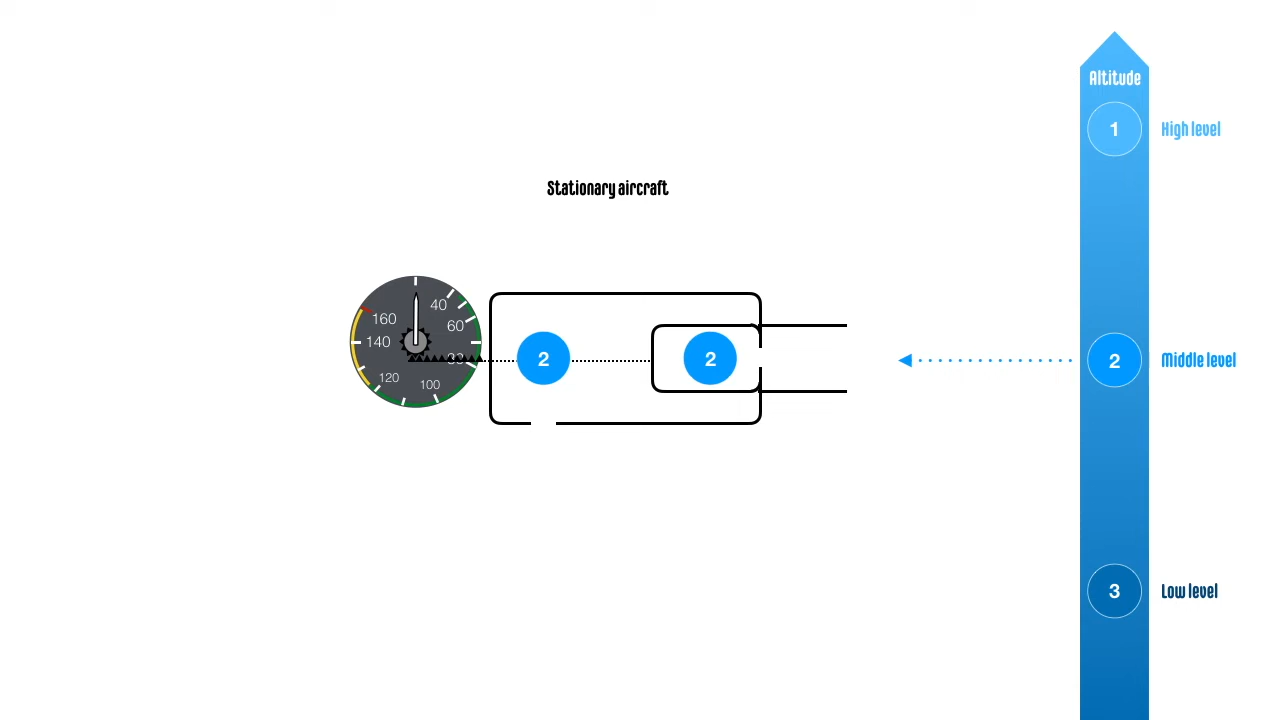 Altitude
1 High level
Stationary aircraft
40
60
80
100
120
140
160
2
2
2 Middle level
3 Low level